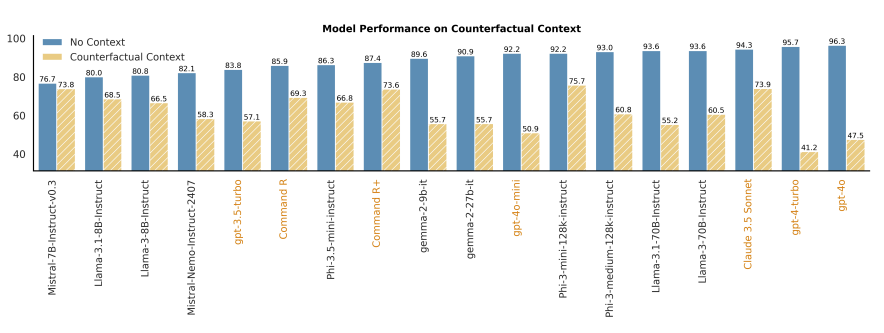 Model Performance on Counterfactual Context
No Context
Counterfactual Context
100
80
60
40
76.7 73.8
80.0 68.5
80.8 66.5
82.1 58.3
83.8 57.1
85.9 69.3
86.3 66.8
87.4 73.6
89.6 55.7
90.9 55.7
92.2 50.9
92.2 75.7
93.0 60.8
93.6 55.2
93.6 60.5
94.3 73.9
95.7 41.2
96.3 47.5
Mistral-7B-Instruct-v0.3
Llama-3.1-8B-Instruct
Llama-3-8B-Instruct
Mistral-Nemo-Instruct-2407
gpt-3.5-turbo
Command R
Phi-3.5-mini-instruct
Command R+
gemma-2-9b-it
gemma-2-27b-it
gpt-4o-mini
Phi-3-mini-128k-instruct
Phi-3-medium-128k-instruct
Llama-3.1-70B-Instruct
Llama-3-70B-Instruct
Claude 3.5 Sonnet
gpt-4-turbo
gpt-4o